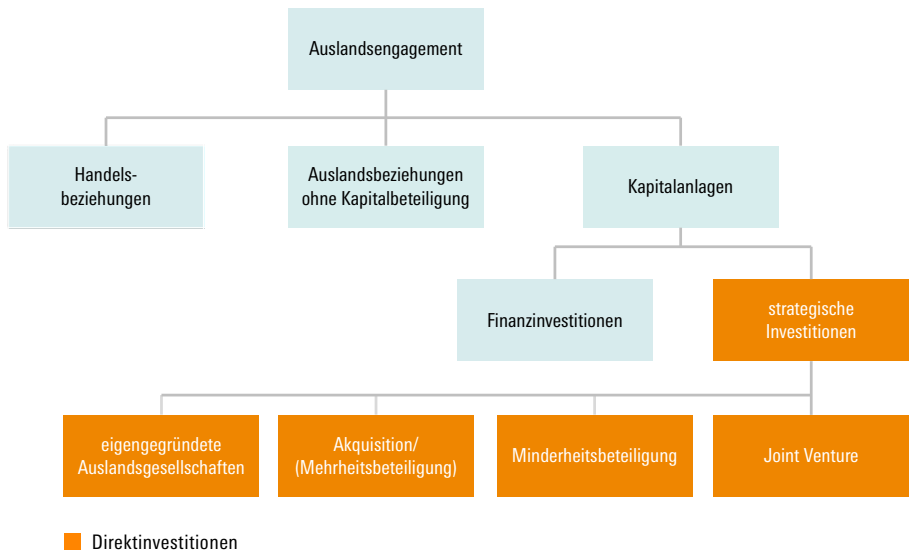 Auslandsengagement
Handels-
beziehungen
Auslandsbeziehungen
ohne Kapitalbeteiligung
Kapitalanlagen
Finanzinvestitionen
strategische
Investitionen
eigengegründete
Auslandsgesellschaften
Akquisition/
(Mehrheitsbeteiligung)
Minderheitsbeteiligung
Joint Venture
Direktinvestitionen